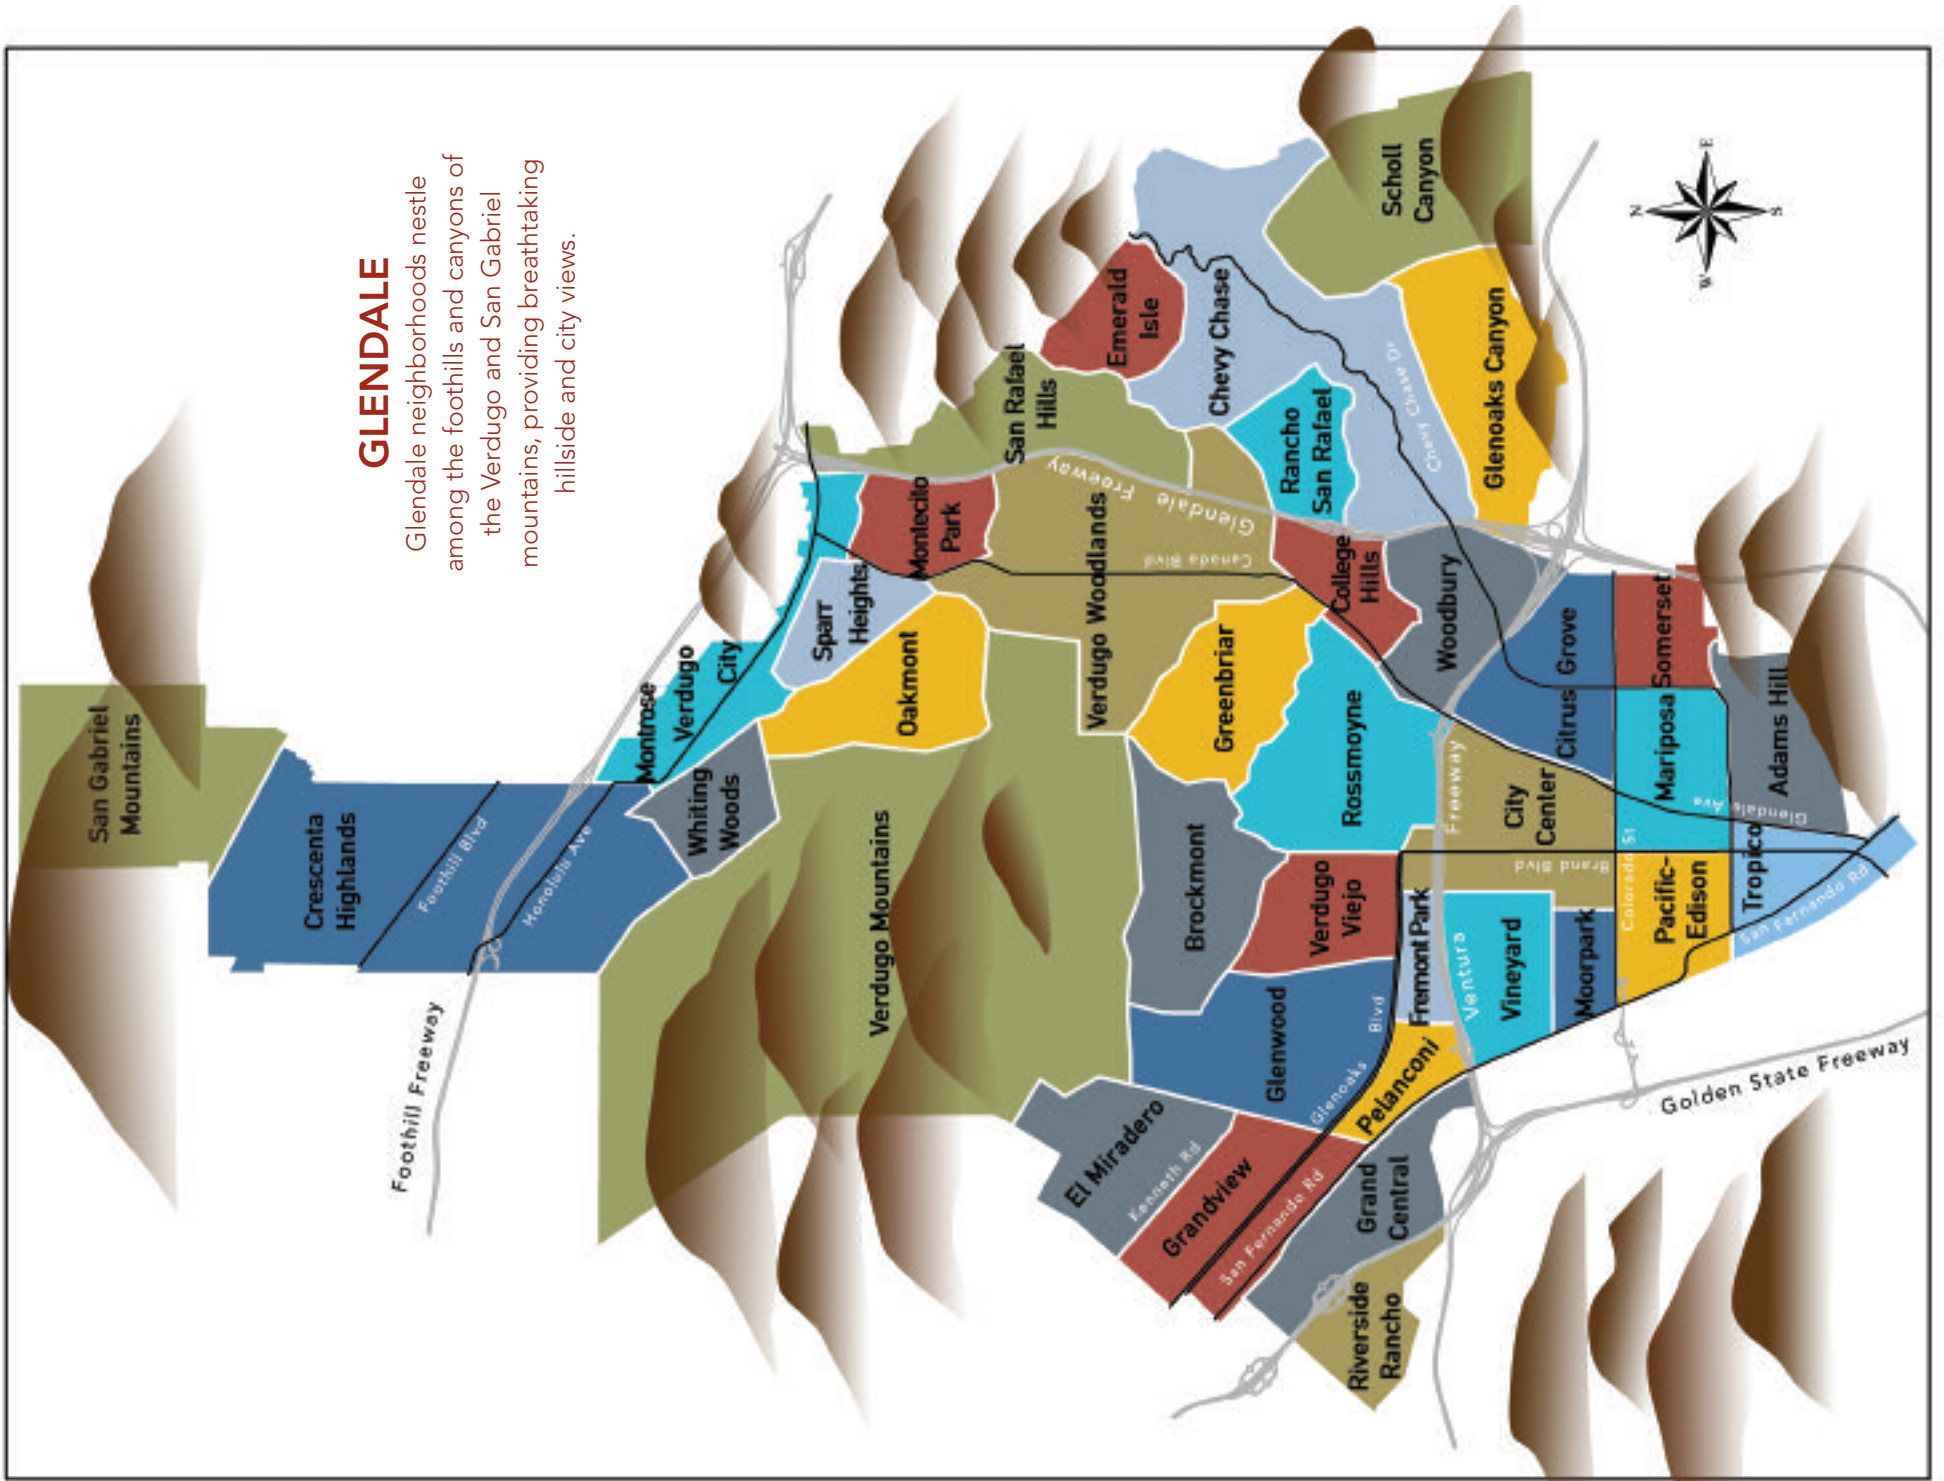 GLENDALE
Glendale neighborhoods nestle
among the foothills and canyons of
the Verdugo and San Gabriel
mountains, providing breathtaking
hillside and city views.
San Gabriel
Mountains
Crescenta
Highlands
Foothill Blvd
Honolulu Ave
Foothill Freeway
Montrose
Verdugo
City
Whiting
Woods
Sparr
Heights
Oakmont
Montecito
Park
San Rafael
Hills
Verdugo Mountains
Verdugo Woodlands
Glendale Freeway
Canada Blvd
Emerald
Isle
Chevy Chase
Rancho
San Rafael
Chevy Chase Dr
Scholl
Canyon
Glenoaks Canyon
College
Hills
Woodbury
Greenbriar
Rossmoyne
Brockmont
Verdugo
Viejo
Glenwood
El Miradero
Kenneth Rd
Grandview
San Fernando Rd
Glenoaks Blvd
Pelanconi
Grand
Central
Riverside
Rancho
Fremont Park
Ventura Freeway
Vineyard
Moorpark
City
Center
Brand Blvd
Citrus Grove
Somerset
Mariposa
Colorado St
Pacific-
Edison
Tropico
Adams Hill
Glendale Ave
San Fernando Rd
Golden State Freeway
N
E
S
W